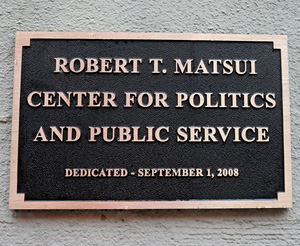 ROBERT T. MATSUI
CENTER FOR POLITICS
AND PUBLIC SERVICE
DEDICATED - SEPTEMBER 1, 2008